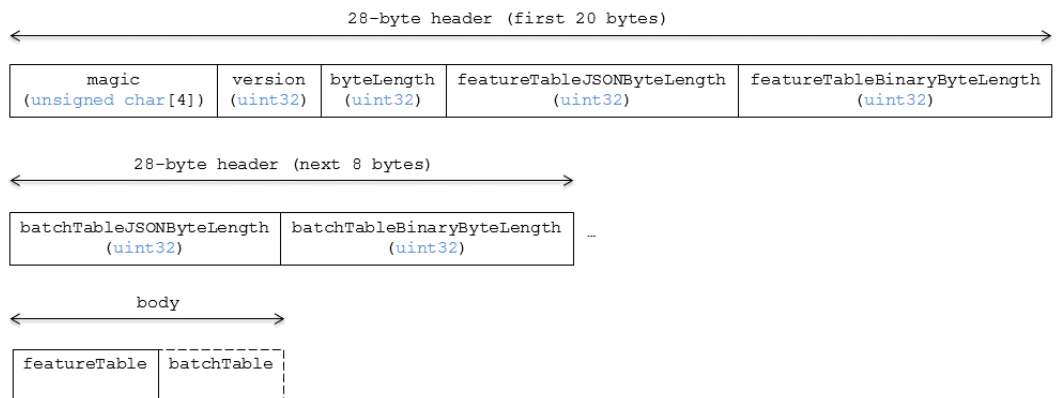 28-byte header (first 20 bytes)
magic version byteLength featureTableJSONByteLength featureTableBinaryByteLength
(unsigned char[4]) (uint32) (uint32) (uint32) (uint32)
28-byte header (next 8 bytes)
batchTableJSONByteLength batchTableBinaryByteLength
(uint32) (uint32)
…
body
featureTable batchTable